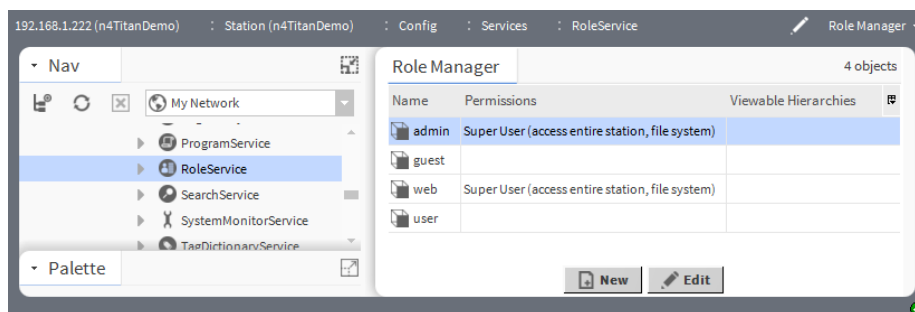 192.168.1.222 (n4TitanDemo) : Station (n4TitanDemo) : Config : Services : RoleService Role Manager
Nav
My Network
ProgramService
RoleService
SearchService
SystemMonitorService
TagDictionaryService
Palette
Role Manager 4 objects
Name Permissions Viewable Hierarchies
admin Super User (access entire station, file system)
guest
web Super User (access entire station, file system)
user
New Edit